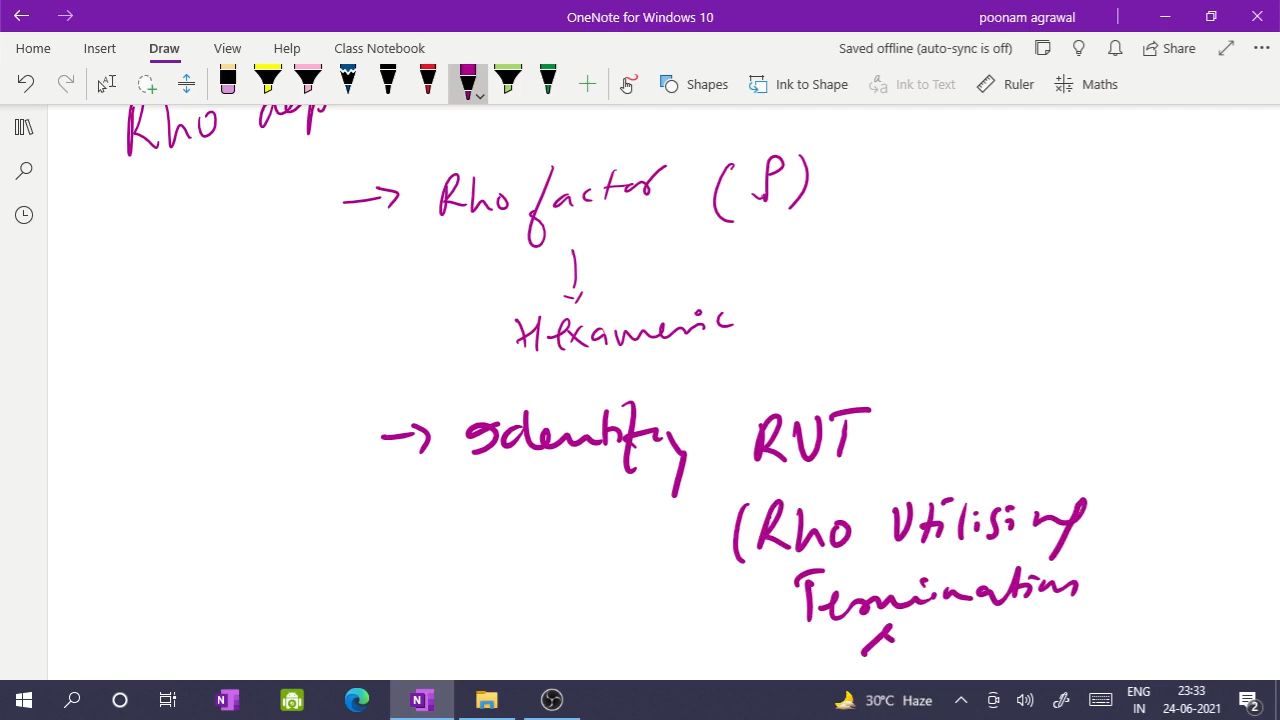 OneNote for Windows 10
poonam agrawal
Home Insert Draw View Help Class Notebook
Saved offline (auto-sync is off)
Share
Shapes Ink to Shape Ink to Text Ruler Maths
Rho dep
→ Rho factor (ρ)
Hexameric
→ Identify RUT
(Rho Utilising
Termination
30°C Haze
ENG
IN
23:33
24-06-2021
2